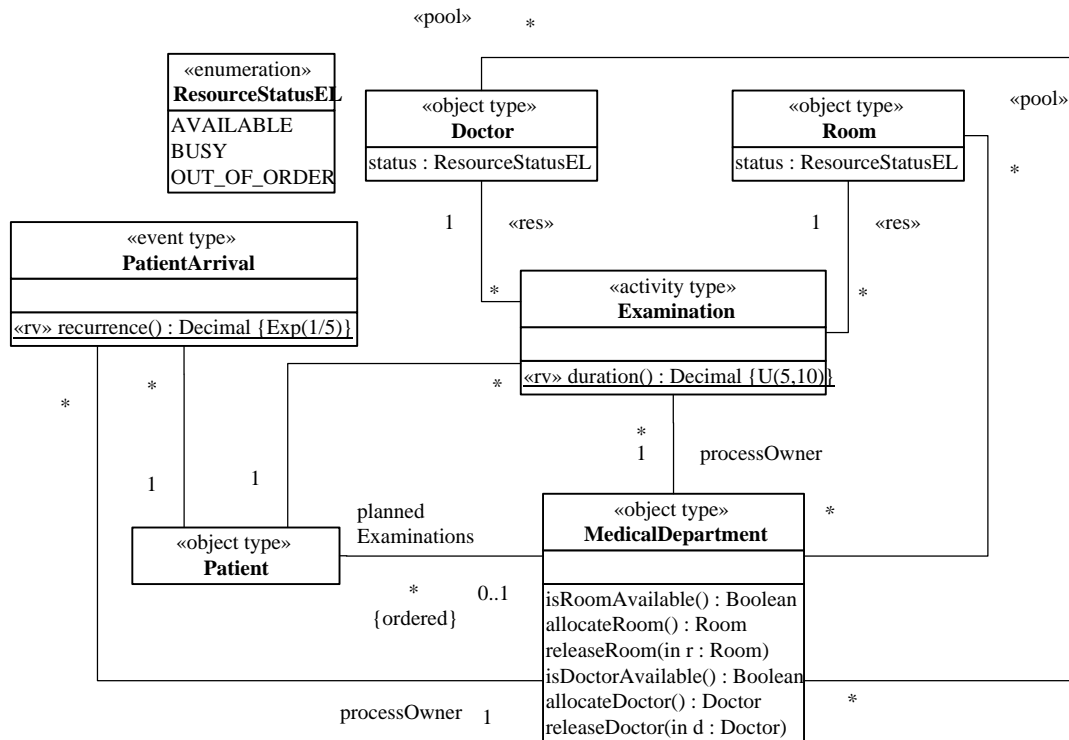 «pool»
*
«enumeration»
ResourceStatusEL
AVAILABLE
BUSY
OUT_OF_ORDER
«object type»
Doctor
status : ResourceStatusEL
«object type»
Room
status : ResourceStatusEL
«pool»
*
1
«res»
*
1
«res»
*
«event type»
PatientArrival
«rv» recurrence() : Decimal {Exp(1/5)}
«activity type»
Examination
«rv» duration() : Decimal {U(5,10)}
*
*
*
*
1
processOwner
1
1
«object type»
Patient
planned
Examinations
*
{ordered}
0..1
«object type»
MedicalDepartment
isRoomAvailable() : Boolean
allocateRoom() : Room
releaseRoom(in r : Room)
isDoctorAvailable() : Boolean
allocateDoctor() : Doctor
releaseDoctor(in d : Doctor)
*
*
processOwner
1